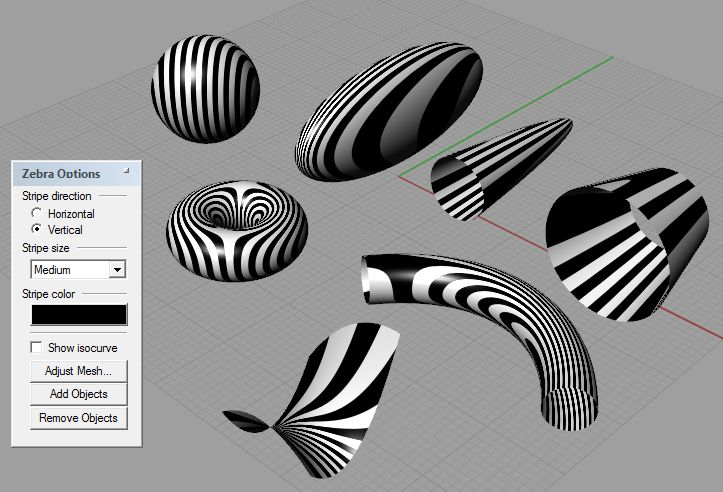 Zebra Options
Stripe direction
Horizontal
Vertical
Stripe size
Medium
Stripe color
Show isocurve
Adjust Mesh...
Add Objects
Remove Objects